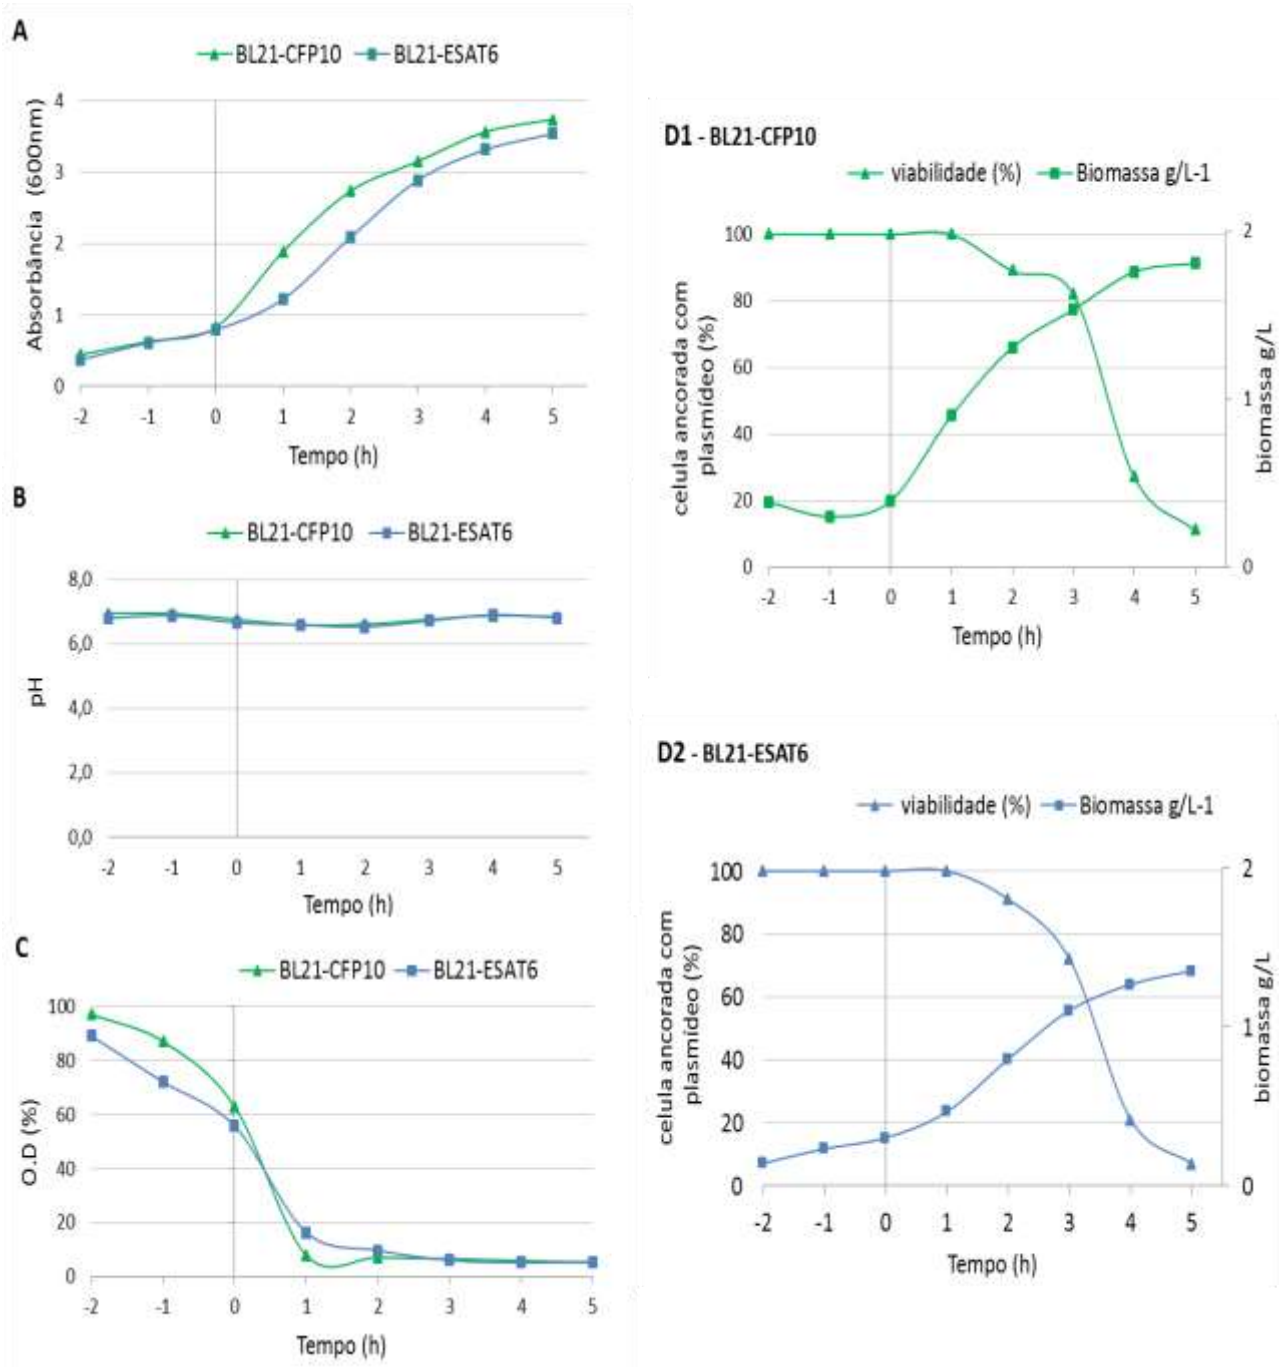 A
BL21-CFP10 BL21-ESAT6
Absorbância (600nm)
4
3
2
1
0
-2 -1 0 1 2 3 4 5
Tempo (h)
B
BL21-CFP10 BL21-ESAT6
pH
8,0
6,0
4,0
2,0
0,0
-2 -1 0 1 2 3 4 5
Tempo (h)
C
BL21-CFP10 BL21-ESAT6
O.D (%)
100
80
60
40
20
0
-2 -1 0 1 2 3 4 5
Tempo (h)
D1 - BL21-CFP10
viabilidade (%) Biomassa g/L-1
celula ancorada com
plasmídeo (%)
100
80
60
40
20
0
2
1
0
biomassa g/L
-2 -1 0 1 2 3 4 5
Tempo (h)
D2 - BL21-ESAT6
viabilidade (%) Biomassa g/L-1
celula ancorada com
plasmídeo (%)
100
80
60
40
20
0
2
1
0
biomassa g/L
-2 -1 0 1 2 3 4 5
Tempo (h)